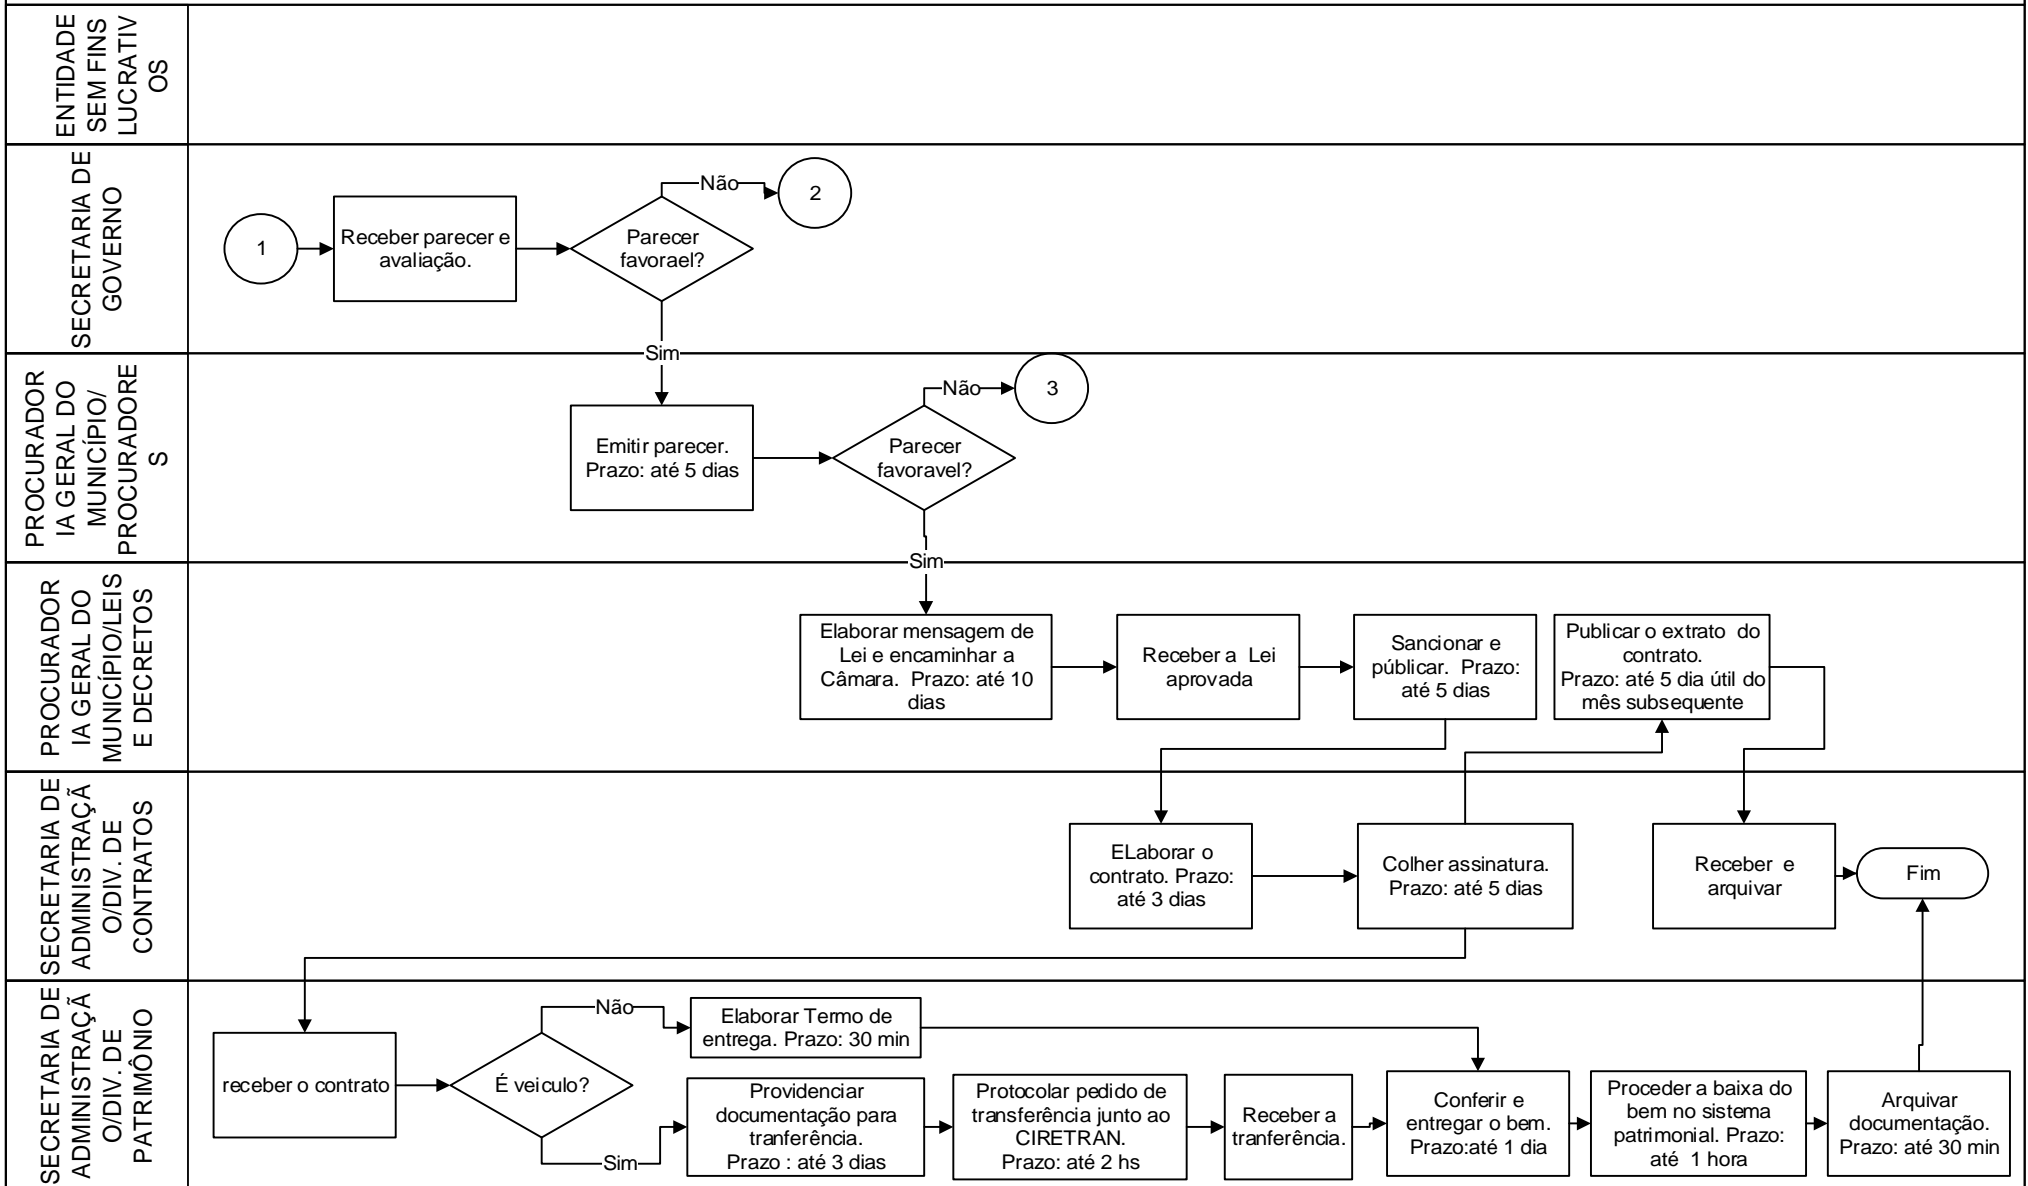 ENTIDADE
SEM FINS
LUCRATIV
OS
SECRETARIA DE
GOVERNO
1
Receber parecer e
avaliação.
Parecer
favorael?
Não
2
Sim
PROCURADOR
IA GERAL DO
MUNICÍPIO/
PROCURADORE
S
Emitir parecer.
Prazo: até 5 dias
Parecer
favoravel?
Não
3
Sim
PROCURADOR
IA GERAL DO
MUNICÍPIO/LEIS
E DECRETOS
Elaborar mensagem de
Lei e encaminhar a
Câmara. Prazo: até 10
dias
Receber a Lei
aprovada
Sancionar e
públicar. Prazo:
até 5 dias
Publicar o extrato do
contrato.
Prazo: até 5 dia útil do
mês subsequente
SECRETARIA DE
ADMINISTRAÇÃ
O/DIV. DE
CONTRATOS
ELaborar o
contrato. Prazo:
até 3 dias
Colher assinatura.
Prazo: até 5 dias
Receber e
arquivar
Fim
SECRETARIA DE
ADMINISTRAÇÃ
O/DIV. DE
PATRIMÔNIO
receber o contrato
É veiculo?
Não
Elaborar Termo de
entrega. Prazo: 30 min
Sim
Providenciar
documentação para
tranferência.
Prazo : até 3 dias
Protocolar pedido de
transferência junto ao
CIRETRAN.
Prazo: até 2 hs
Receber a
tranferência.
Conferir e
entregar o bem.
Prazo:até 1 dia
Proceder a baixa do
bem no sistema
patrimonial. Prazo:
até 1 hora
Arquivar
documentação.
Prazo: até 30 min